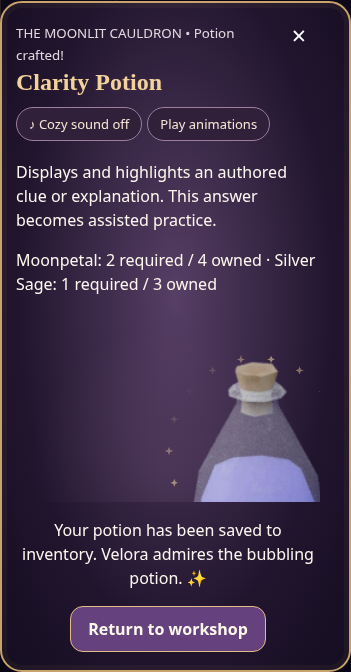 THE MOONLIT CAULDRON • Potion
crafted!
✕
Clarity Potion
♪ Cozy sound off
Play animations
Displays and highlights an authored
clue or explanation. This answer
becomes assisted practice.
Moonpetal: 2 required / 4 owned · Silver
Sage: 1 required / 3 owned
Your potion has been saved to
inventory. Velora admires the bubbling
potion. ✨
Return to workshop